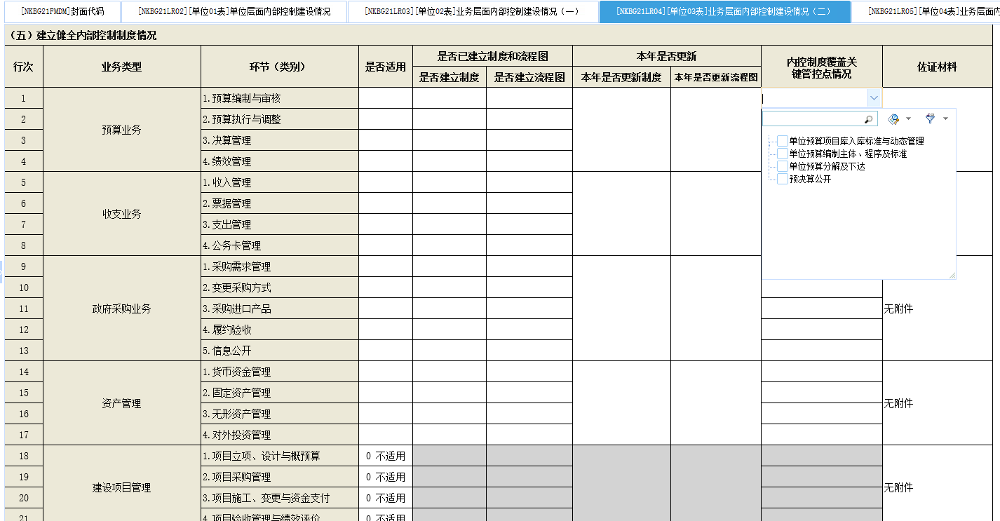 [NKBG21FMDM]封面代码
[NKBG21LR02][单位01表]单位层面内部控制建设情况
[NKBG21LR03][单位02表]业务层面内部控制建设情况（一）
[NKBG21LR04][单位03表]业务层面内部控制建设情况（二）
[NKBG21LR05][单位04表]业务层面内
（五）建立健全内部控制制度情况
行次 业务类型 环节（类别） 是否适用 是否已建立制度和流程图 本年是否更新 内控制度覆盖关 佐证材料
键管控点情况
是否建立制度 是否建立流程图 本年是否更新制度 本年是否更新流程图
1 预算业务 1.预算编制与审核
2 2.预算执行与调整
3 3.决算管理
4 4.绩效管理
单位预算项目库入库标准与动态管理
单位预算编制主体、程序及标准
单位预算分解及下达
预决算公开
5 收支业务 1.收入管理
6 2.票据管理
7 3.支出管理
8 4.公务卡管理
9 政府采购业务 1.采购需求管理
10 2.变更采购方式
11 3.采购进口产品 无附件
12 4.履约验收
13 5.信息公开
14 资产管理 1.货币资金管理
15 2.固定资产管理 无附件
16 3.无形资产管理
17 4.对外投资管理
18 建设项目管理 1.项目立项、设计与概预算 0 不适用
19 2.项目采购管理 0 不适用 无附件
20 3.项目施工、变更与资金支付 0 不适用
21 4.项目验收管理与绩效评价 0 不适用